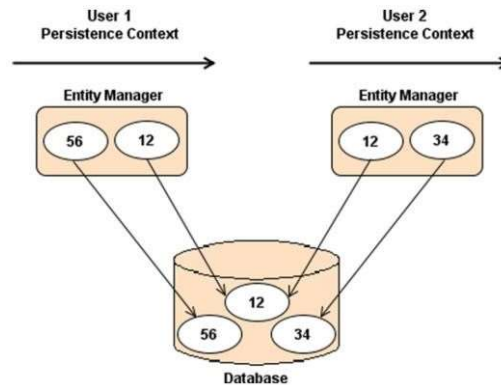 User 1
Persistence Context
User 2
Persistence Context
Entity Manager
Entity Manager
56
12
12
34
12
56
34
Database